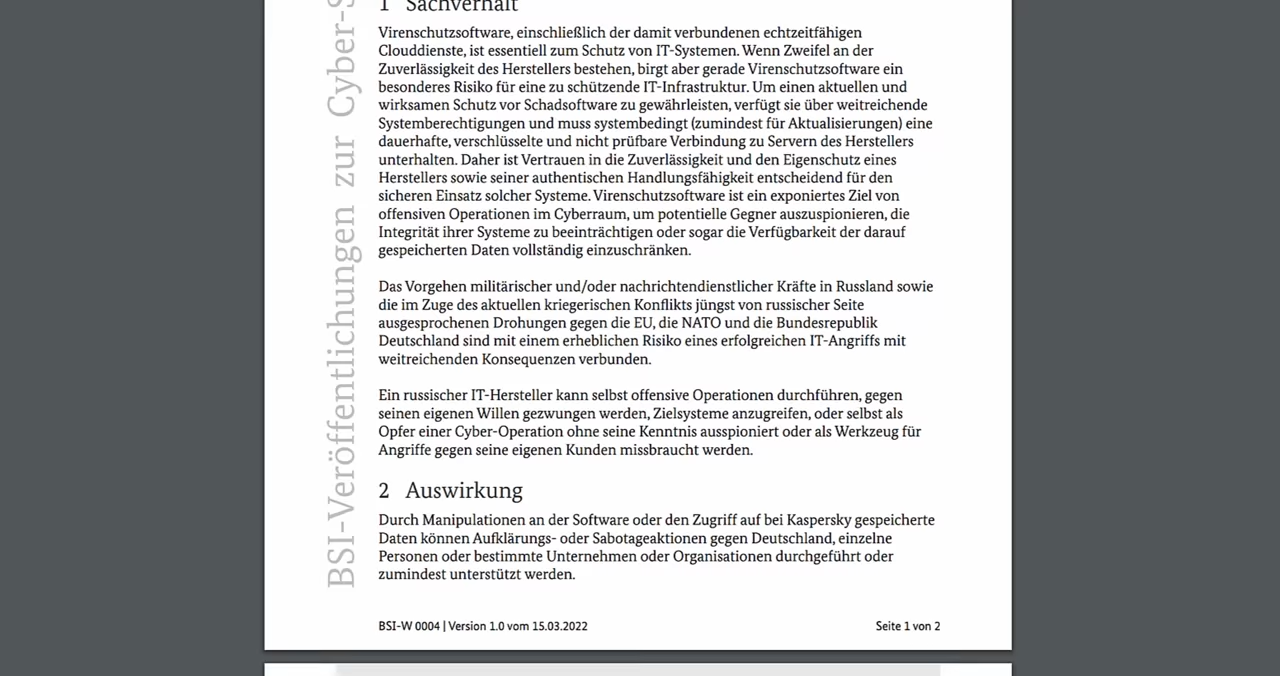 1 Sachverhalt
Virenschutzsoftware, einschließlich der damit verbundenen echtzeitfähigen
Clouddienste, ist essentiell zum Schutz von IT-Systemen. Wenn Zweifel an der
Zuverlässigkeit des Herstellers bestehen, birgt aber gerade Virenschutzsoftware ein
besonderes Risiko für eine zu schützende IT-Infrastruktur. Um einen aktuellen und
wirksamen Schutz vor Schadsoftware zu gewährleisten, verfügt sie über weitreichende
Systemberechtigungen und muss systembedingt (zumindest für Aktualisierungen) eine
dauerhafte, verschlüsselte und nicht prüfbare Verbindung zu Servern des Herstellers
unterhalten. Daher ist Vertrauen in die Zuverlässigkeit und den Eigenschutz eines
Herstellers sowie seiner authentischen Handlungsfähigkeit entscheidend für den
sicheren Einsatz solcher Systeme. Virenschutzsoftware ist ein exponiertes Ziel von
offensiven Operationen im Cyberraum, um potentielle Gegner auszuspionieren, die
Integrität ihrer Systeme zu beeinträchtigen oder sogar die Verfügbarkeit der darauf
gespeicherten Daten vollständig einzuschränken.
Das Vorgehen militärischer und/oder nachrichtendienstlicher Kräfte in Russland sowie
die im Zuge des aktuellen kriegerischen Konflikts jüngst von russischer Seite
ausgesprochenen Drohungen gegen die EU, die NATO und die Bundesrepublik
Deutschland sind mit einem erheblichen Risiko eines erfolgreichen IT-Angriffs mit
weitreichenden Konsequenzen verbunden.
Ein russischer IT-Hersteller kann selbst offensive Operationen durchführen, gegen
seinen eigenen Willen gezwungen werden, Zielsysteme anzugreifen, oder selbst als
Opfer einer Cyber-Operation ohne seine Kenntnis ausspioniert oder als Werkzeug für
Angriffe gegen seine eigenen Kunden missbraucht werden.
2 Auswirkung
Durch Manipulationen an der Software oder den Zugriff auf bei Kaspersky gespeicherte
Daten können Aufklärungs- oder Sabotageaktionen gegen Deutschland, einzelne
Personen oder bestimmte Unternehmen oder Organisationen durchgeführt oder
zumindest unterstützt werden.
BSI-W 0004 | Version 1.0 vom 15.03.2022
Seite 1 von 2
BSI-Veröffentlichungen zur Cyber-S